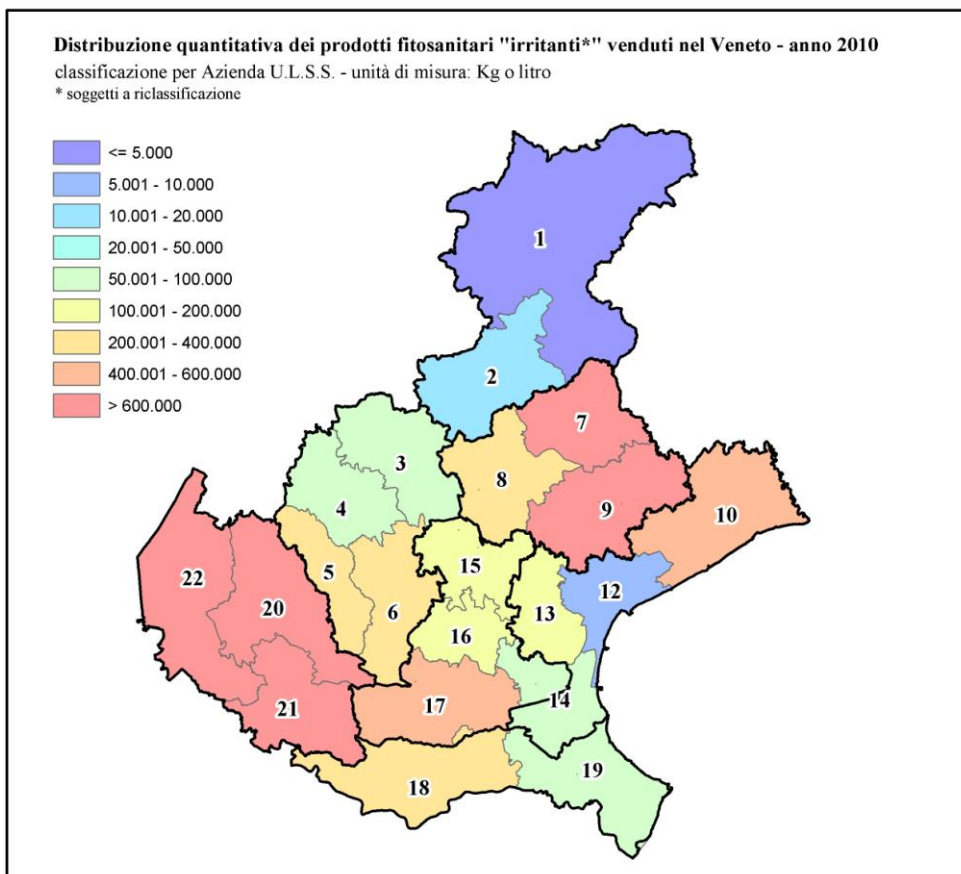 Distribuzione quantitativa dei prodotti fitosanitari "irritanti*" venduti nel Veneto - anno 2010
classificazione per Azienda U.L.S.S. - unità di misura: Kg o litro
* soggetti a riclassificazione
<= 5.000
5.001 - 10.000
10.001 - 20.000
20.001 - 50.000
50.001 - 100.000
100.001 - 200.000
200.001 - 400.000
400.001 - 600.000
> 600.000
1
2
7
3
8
4
9
10
15
5
22
12
20
6
13
16
14
17
21
19
18